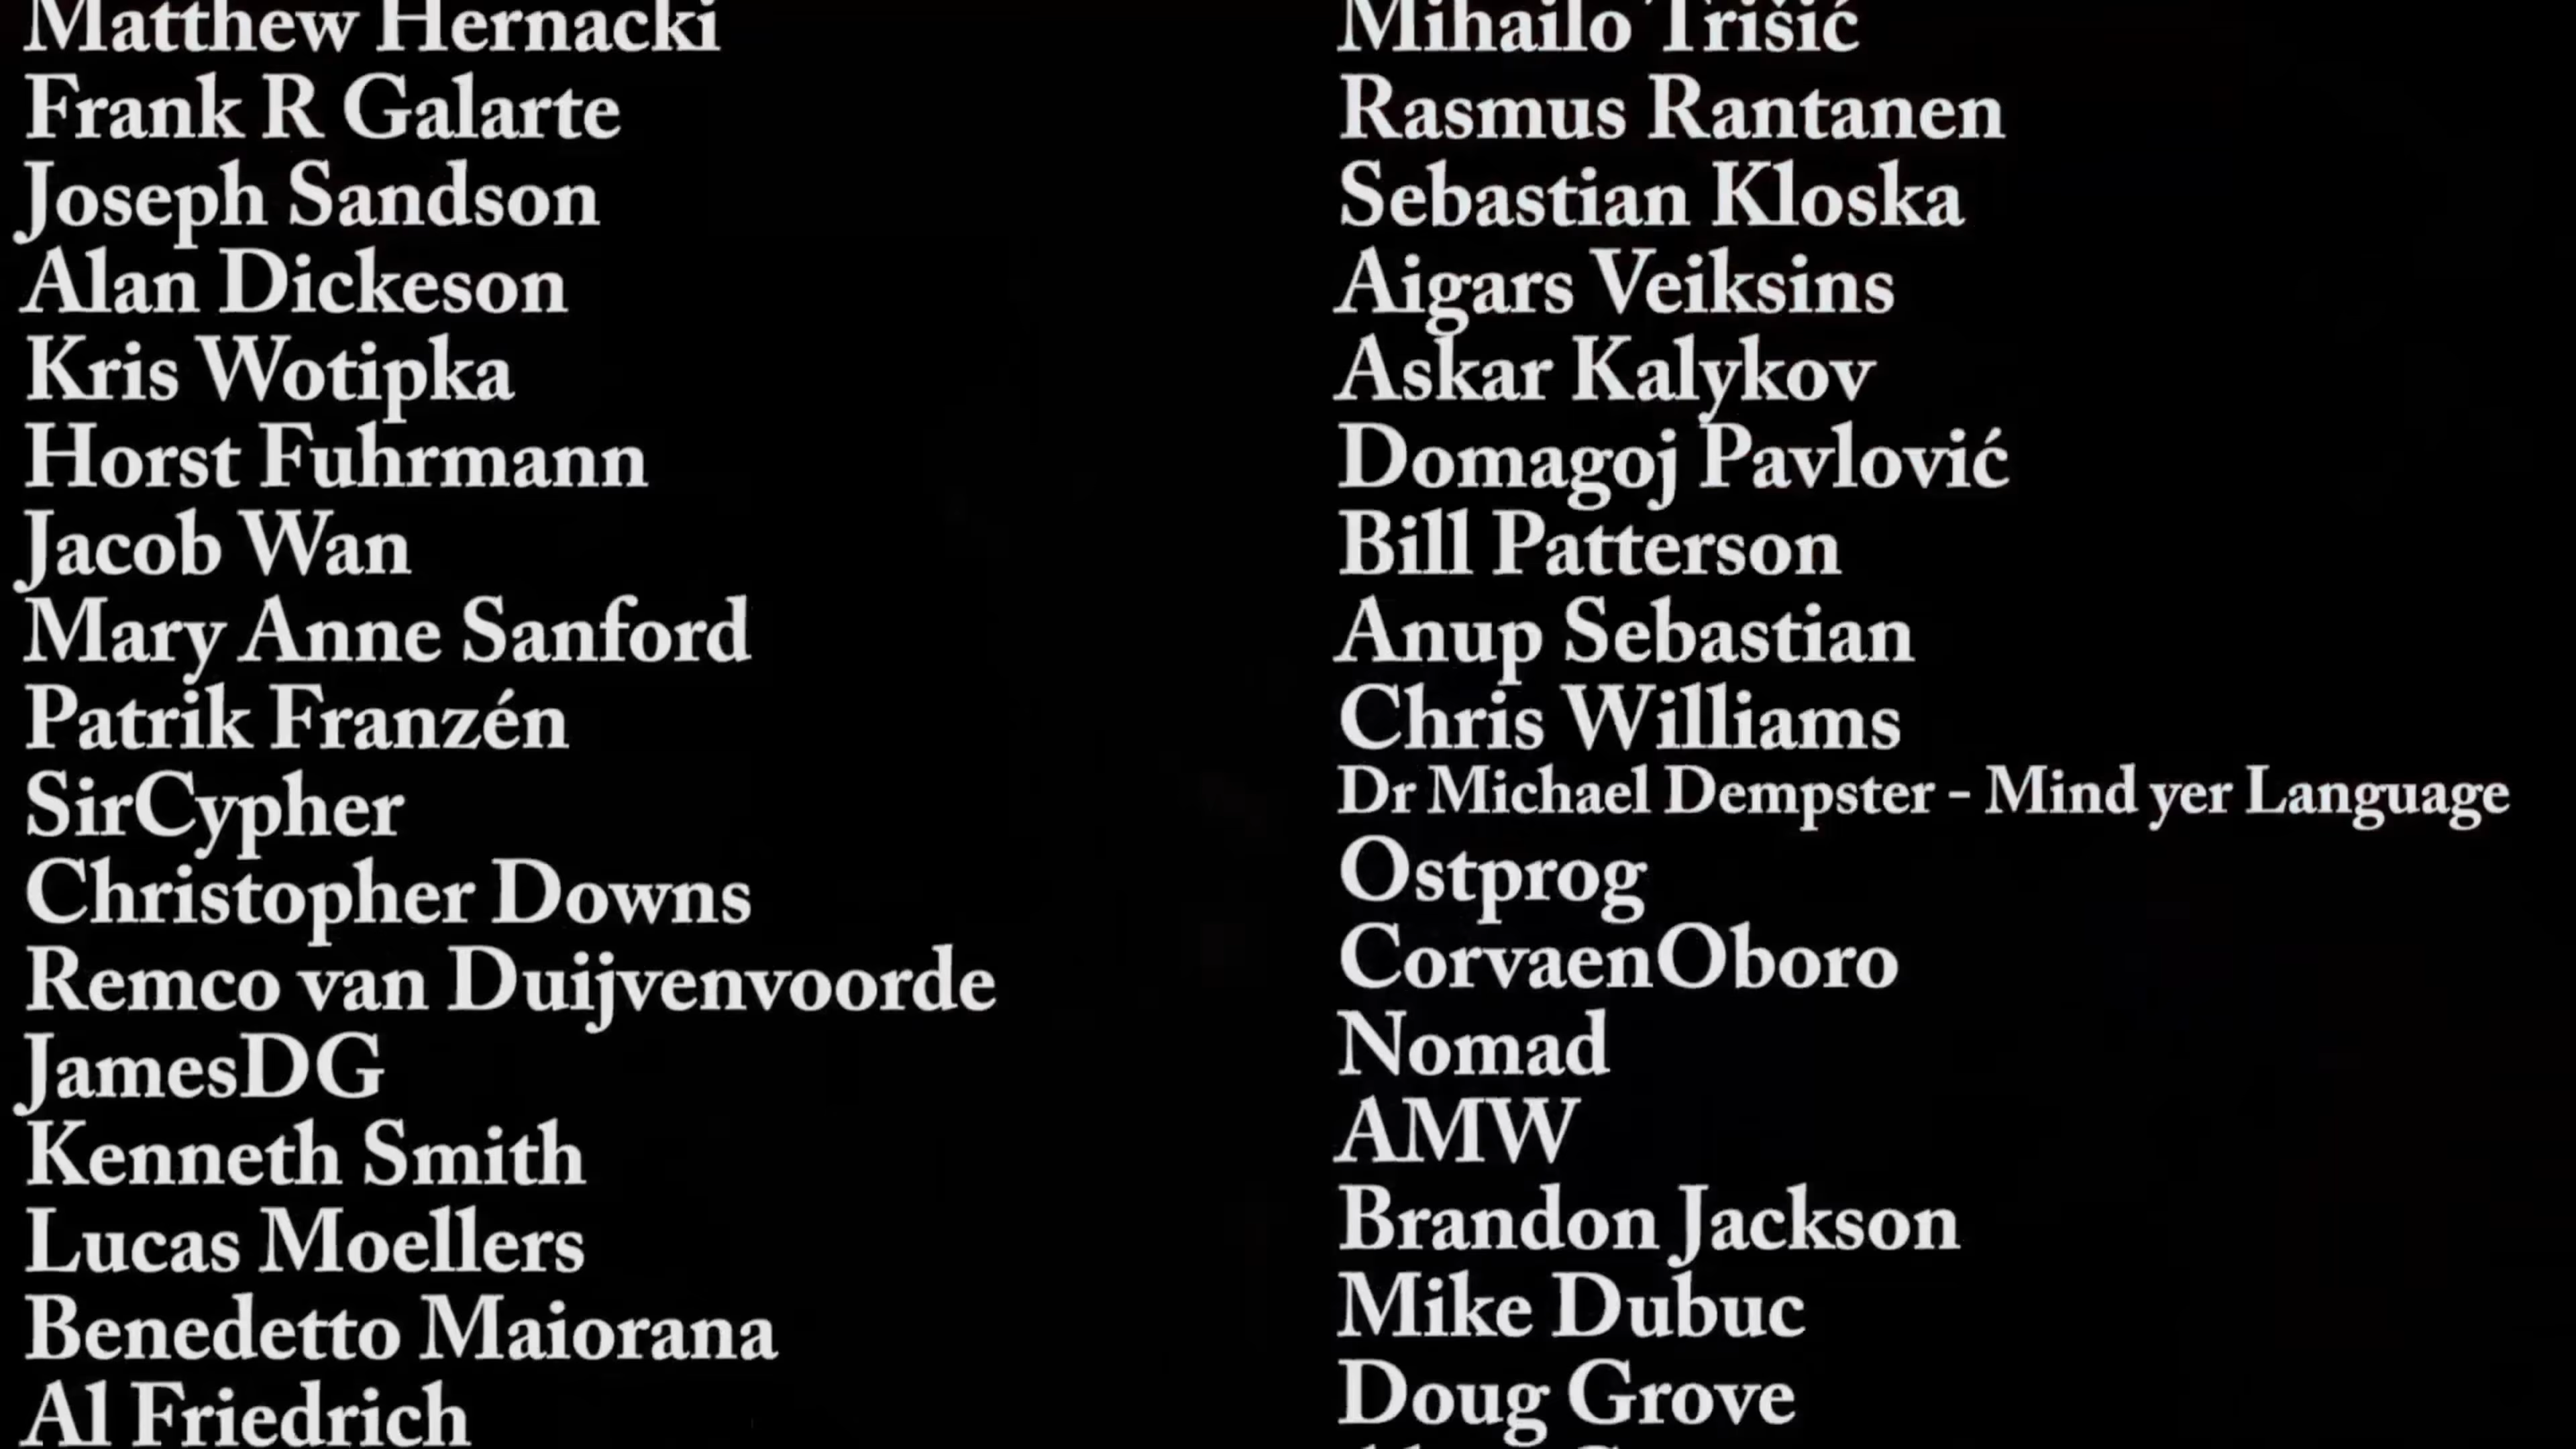 Matthew Hernacki
Frank R Galarte
Joseph Sandson
Alan Dickeson
Kris Wotipka
Horst Fuhrmann
Jacob Wan
Mary Anne Sanford
Patrik Franzén
SirCypher
Christopher Downs
Remco van Duijvenvoorde
JamesDG
Kenneth Smith
Lucas Moellers
Benedetto Maiorana
Al Friedrich
Mihailo Trišić
Rasmus Rantanen
Sebastian Kloska
Aigars Veiksins
Askar Kalykov
Domagoj Pavlović
Bill Patterson
Anup Sebastian
Chris Williams
Dr Michael Dempster - Mind yer Language
Ostprog
CorvaenOboro
Nomad
AMW
Brandon Jackson
Mike Dubuc
Doug Grove